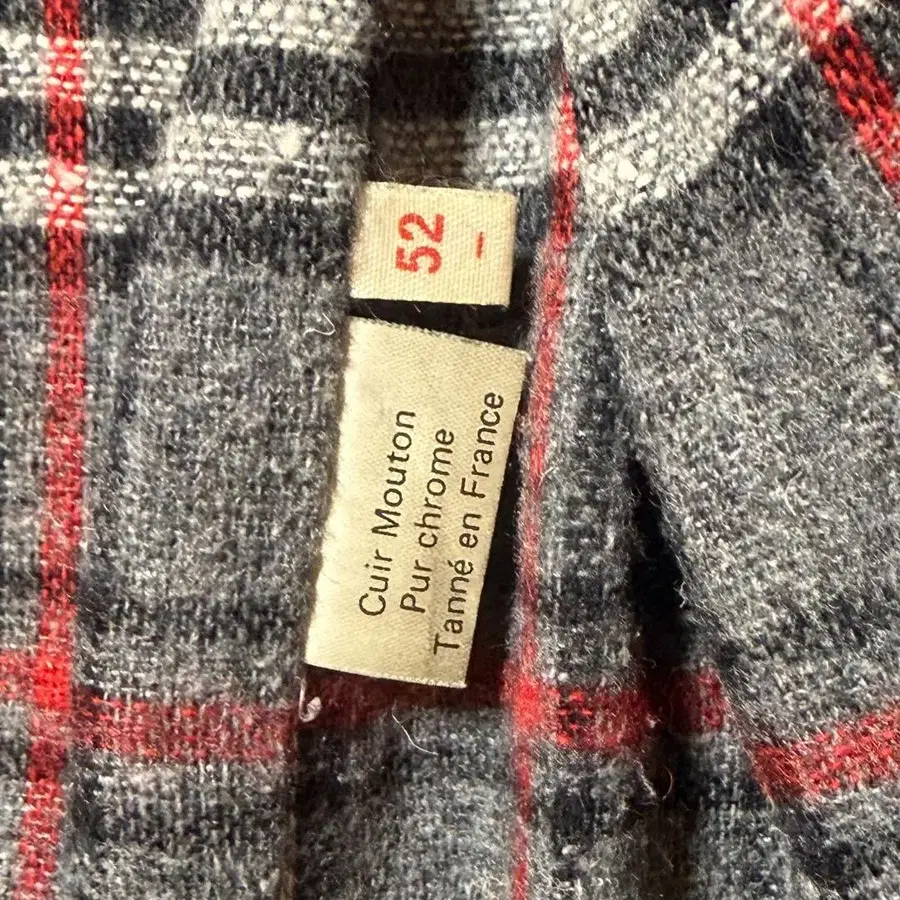 52
-
Cuir Mouton
Pur chrome
Tanné en France